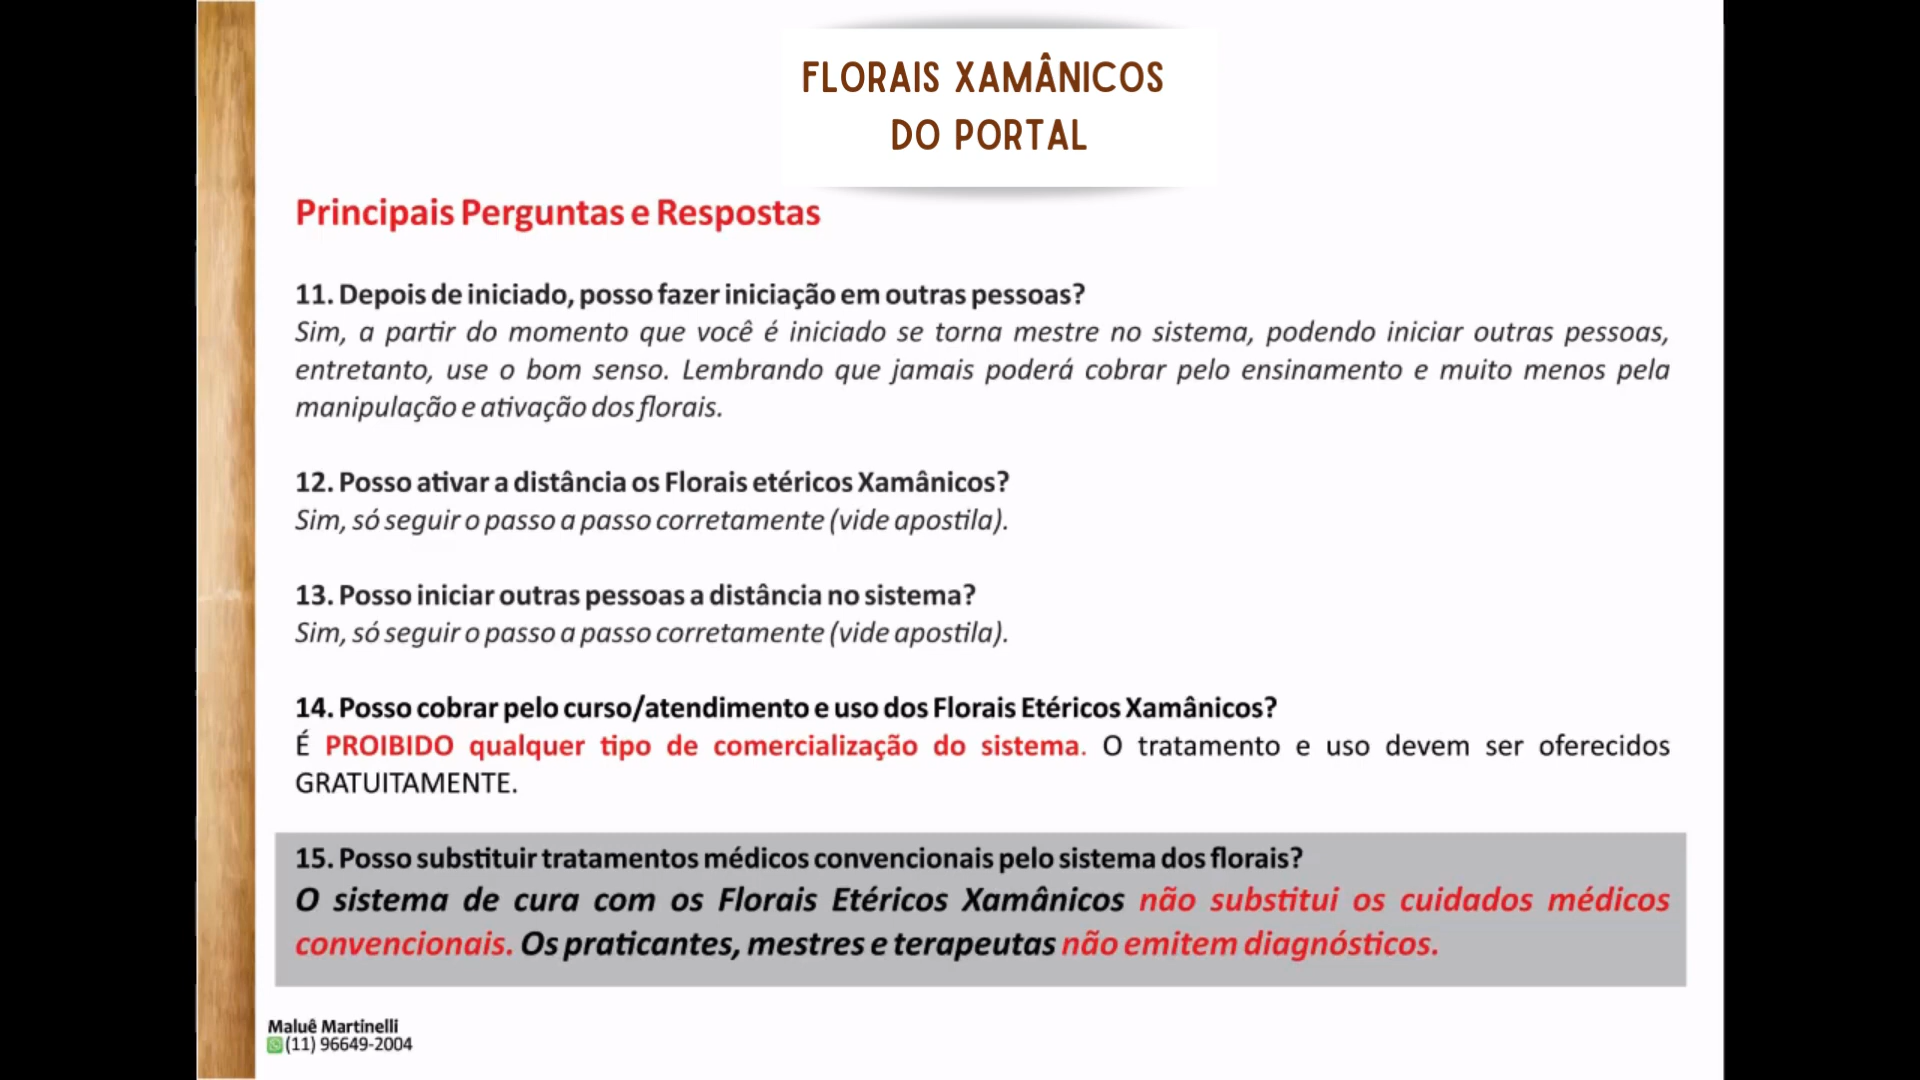 FLORAIS XAMÂNICOS
DO PORTAL
Principais Perguntas e Respostas
11. Depois de iniciado, posso fazer iniciação em outras pessoas?
Sim, a partir do momento que você é iniciado se torna mestre no sistema, podendo iniciar outras pessoas,
entretanto, use o bom senso. Lembrando que jamais poderá cobrar pelo ensinamento e muito menos pela
manipulação e ativação dos florais.
12. Posso ativar a distância os Florais etéricos Xamânicos?
Sim, só seguir o passo a passo corretamente (vide apostila).
13. Posso iniciar outras pessoas a distância no sistema?
Sim, só seguir o passo a passo corretamente (vide apostila).
14. Posso cobrar pelo curso/atendimento e uso dos Florais Etéricos Xamânicos?
É PROIBIDO qualquer tipo de comercialização do sistema. O tratamento e uso devem ser oferecidos
GRATUITAMENTE.
15. Posso substituir tratamentos médicos convencionais pelo sistema dos florais?
O sistema de cura com os Florais Etéricos Xamânicos não substitui os cuidados médicos
convencionais. Os praticantes, mestres e terapeutas não emitem diagnósticos.
Maluê Martinelli
(11) 96649-2004